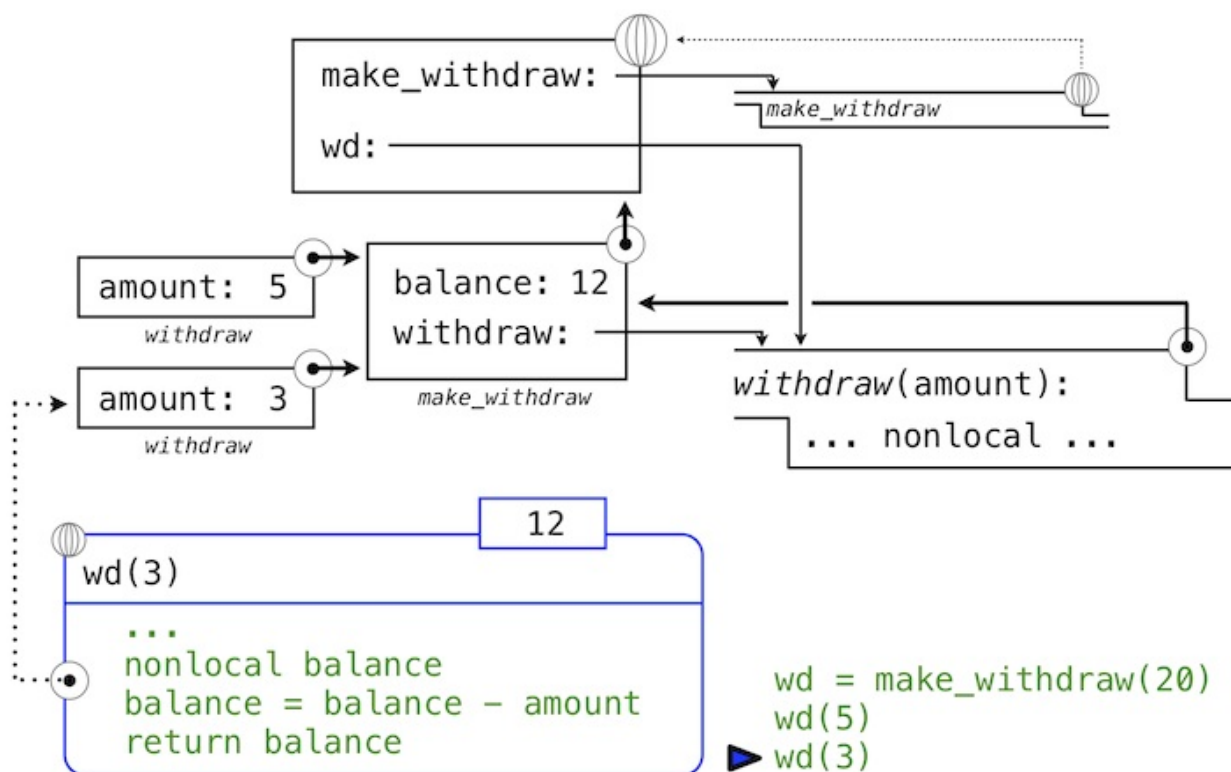 make_withdraw:
make_withdraw
wd:
amount: 5
withdraw
balance: 12
withdraw:
make_withdraw
amount: 3
withdraw
withdraw(amount):
... nonlocal ...
12
wd(3)
...
nonlocal balance
balance = balance – amount
return balance
wd = make_withdraw(20)
wd(5)
wd(3)